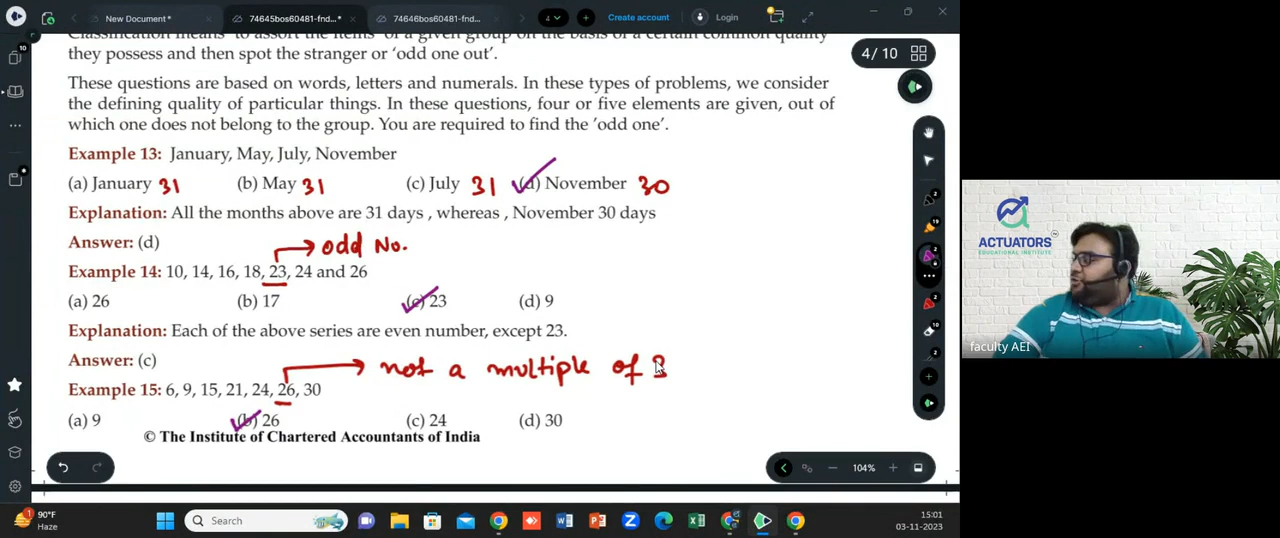 New Document*
74645bos60481-fnd...*
74646bos60481-fnd...
4
Create account
Login
10
they possess and then spot the stranger or ‘odd one out’.
4 / 10
These questions are based on words, letters and numerals. In these types of problems, we consider
the defining quality of particular things. In these questions, four or five elements are given, out of
which one does not belong to the group. You are required to find the ’odd one’.
Example 13: January, May, July, November
(a) January 31 (b) May 31 (c) July 31 (d) November 30
Explanation: All the months above are 31 days , whereas , November 30 days
Answer: (d)
odd No.
Example 14: 10, 14, 16, 18, 23, 24 and 26
(a) 26 (b) 17 (c) 23 (d) 9
Explanation: Each of the above series are even number, except 23.
Answer: (c)
not a multiple of 3
Example 15: 6, 9, 15, 21, 24, 26, 30
(a) 9 (b) 26 (c) 24 (d) 30
© The Institute of Chartered Accountants of India
104%
ACTUATORS
EDUCATIONAL INSTITUTE
faculty AEI
1
90°F
Haze
Search
15:01
03-11-2023